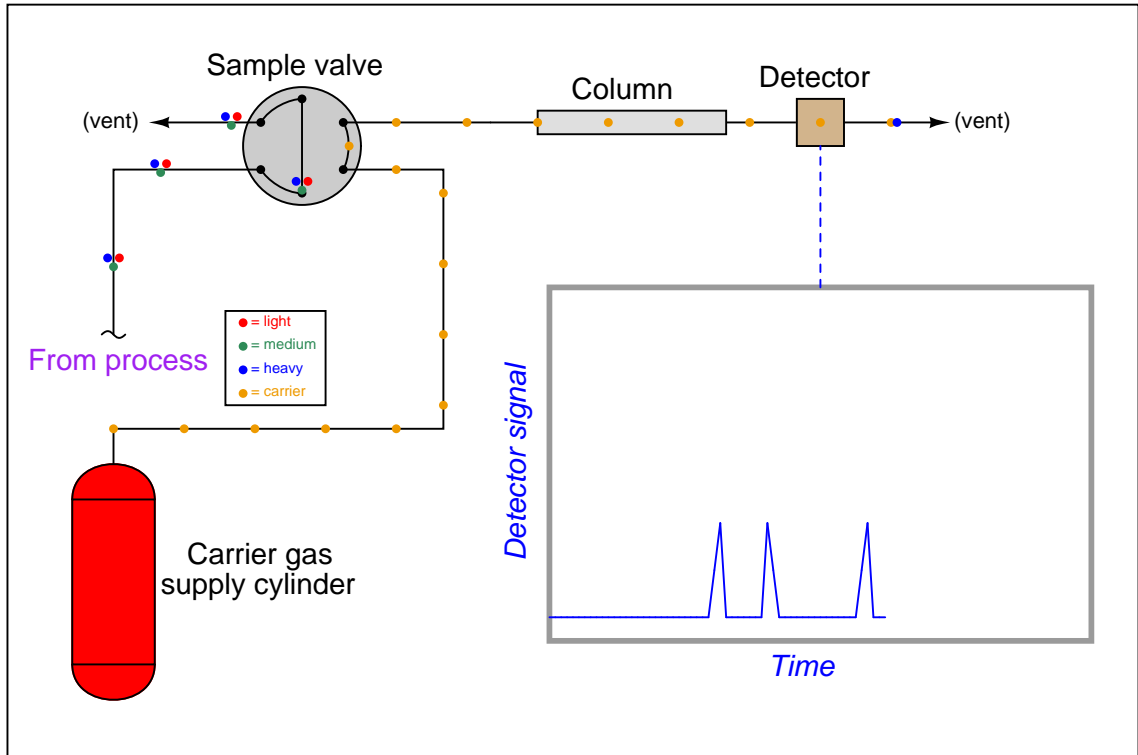 Sample valve
Column
Detector
(vent)
(vent)
= light
= medium
= heavy
= carrier
From process
Detector signal
Carrier gas
supply cylinder
Time